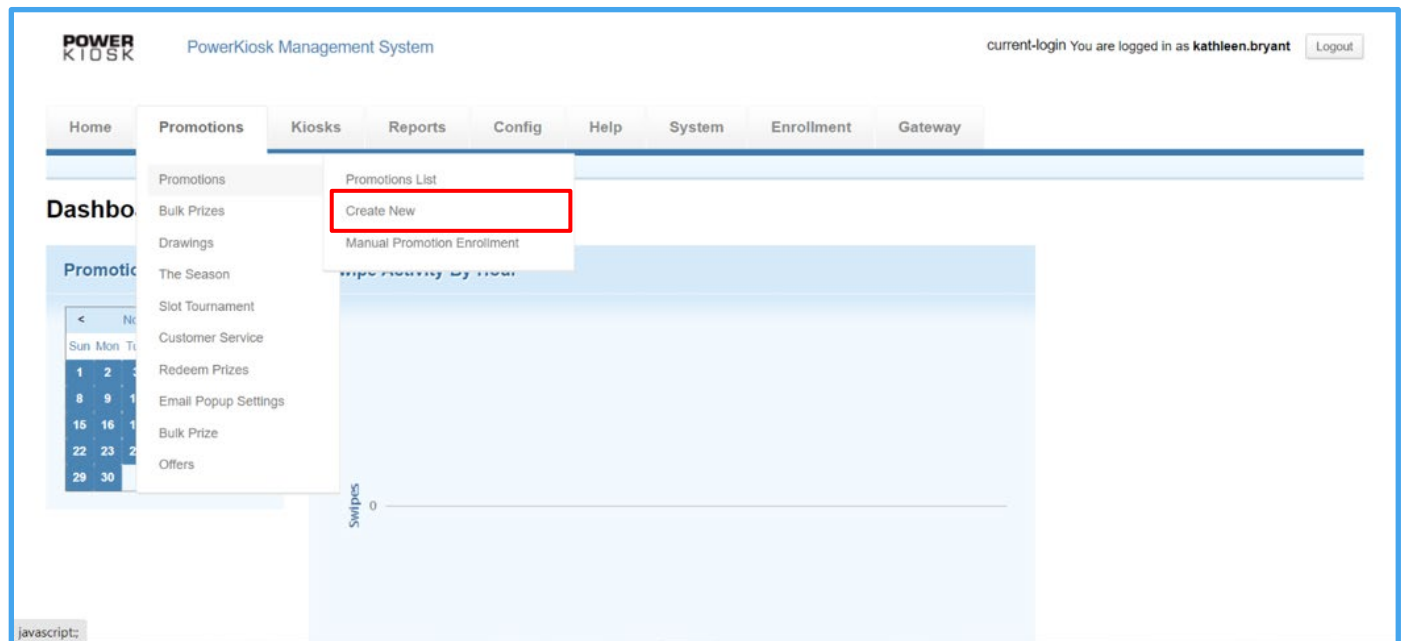 POWER KIOSK
PowerKiosk Management System
current-login You are logged in as kathleen.bryant
Logout
Home Promotions Kiosks Reports Config Help System Enrollment Gateway
Promotions
Bulk Prizes
Drawings
The Season
Slot Tournament
Customer Service
Redeem Prizes
Email Popup Settings
Bulk Prize
Offers
Promotions List
Create New
Manual Promotion Enrollment
Sun Mon
1 2
8 9
15 16
22 23
29 30
Activity By Hour
Swipes
0
javascript:;